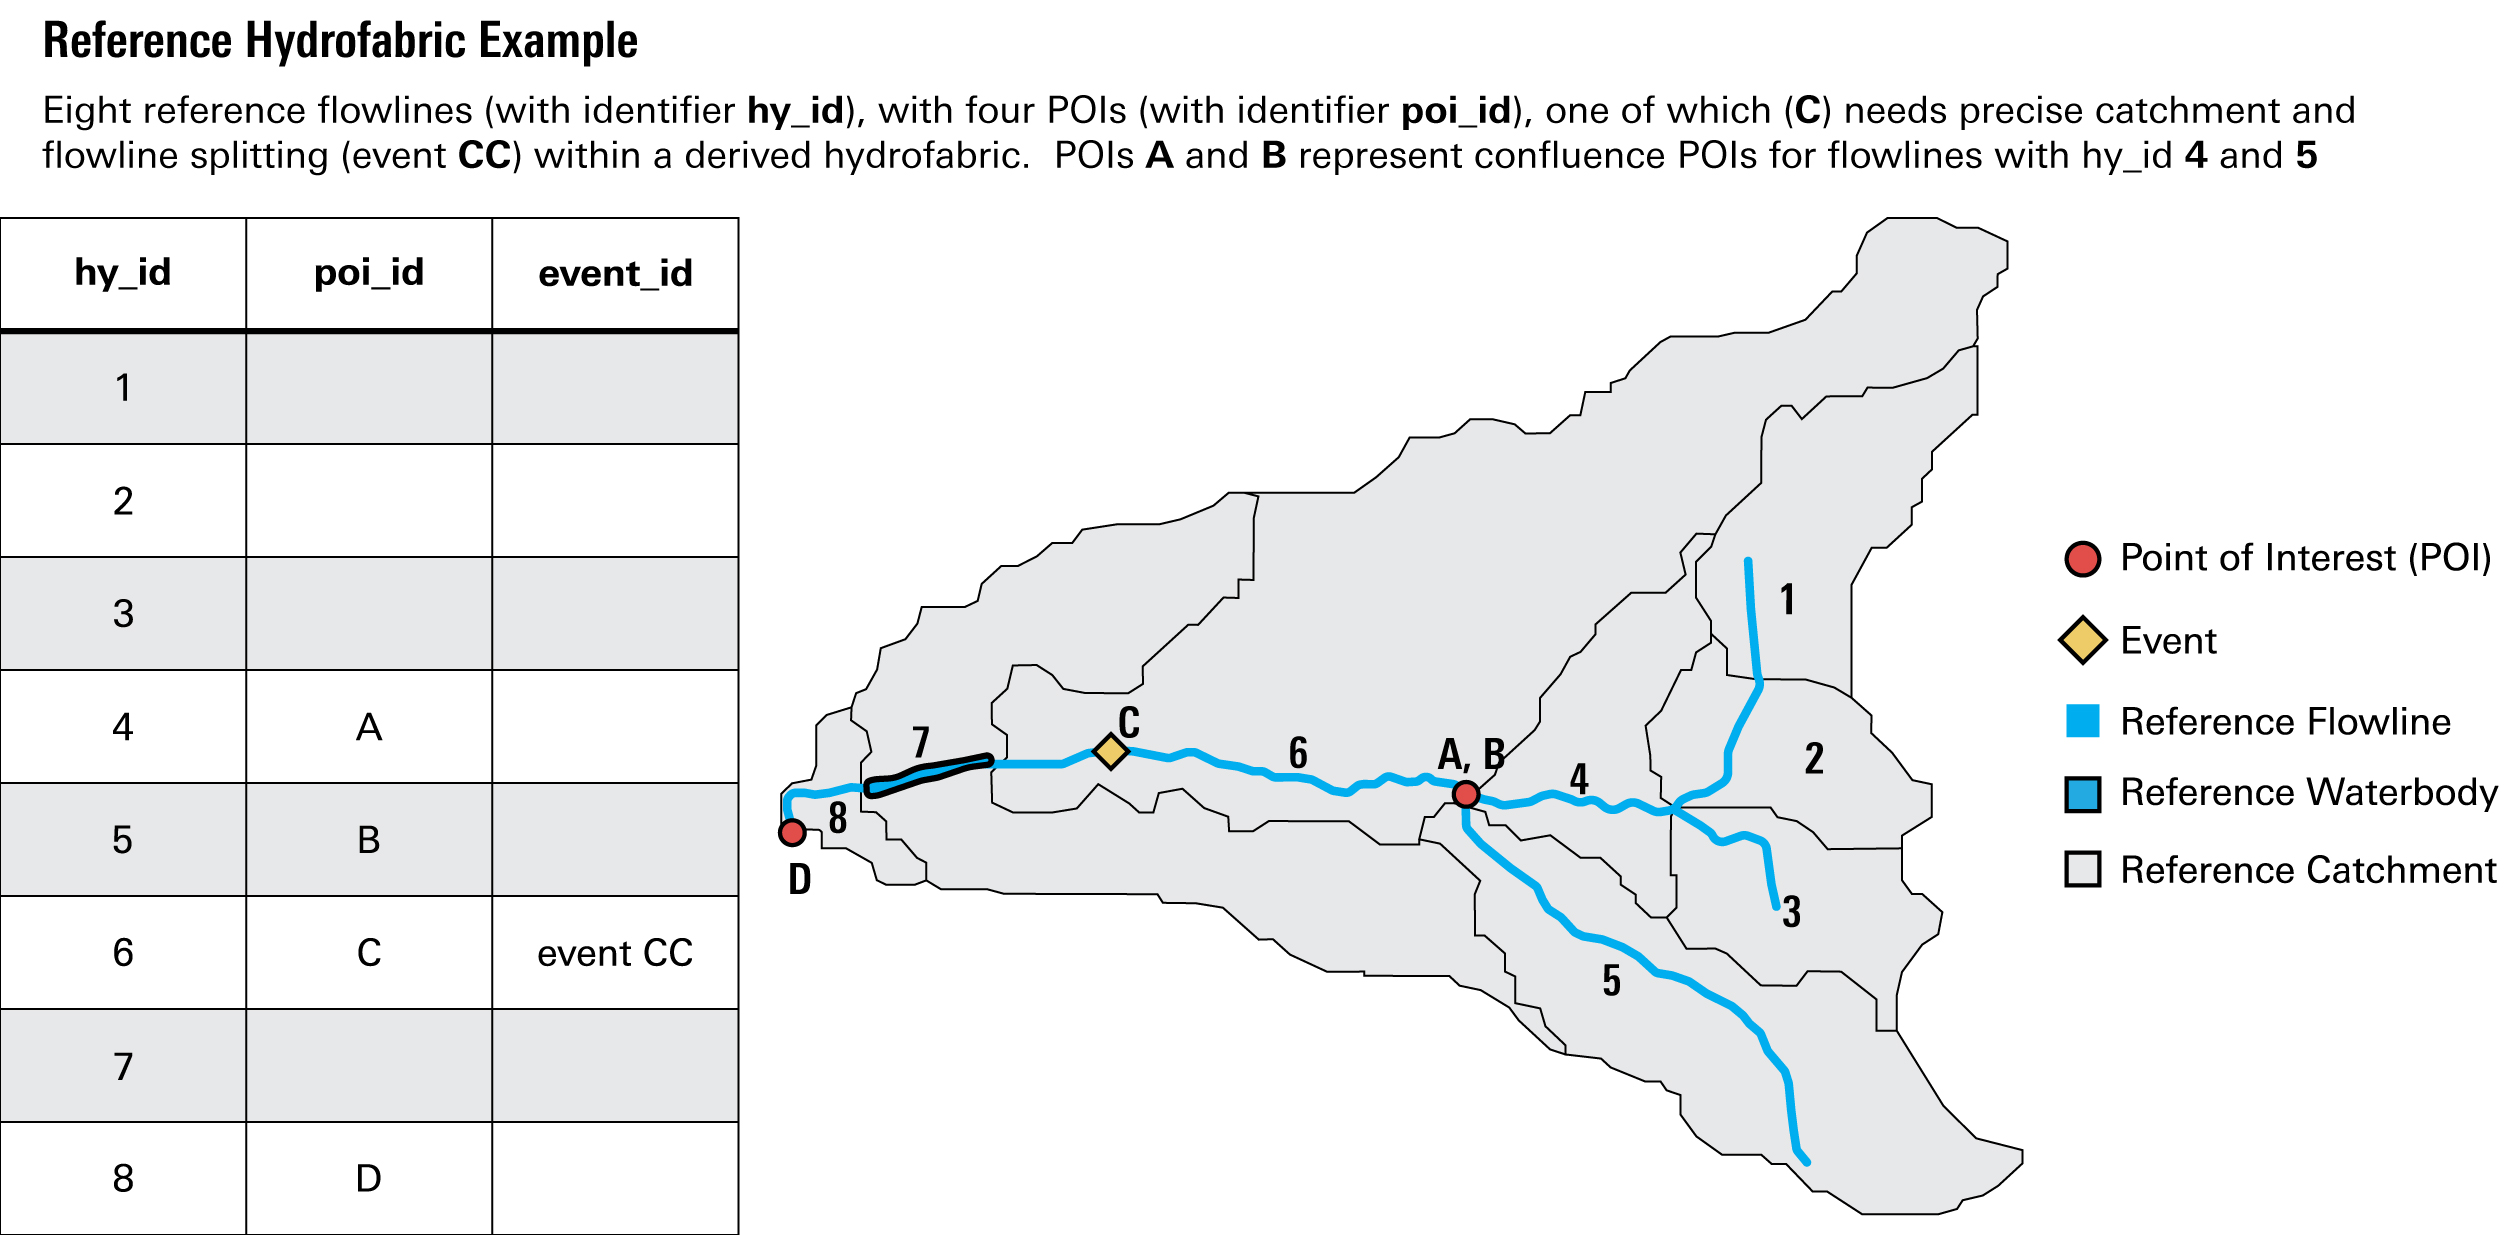 Reference Hydrofabric Example
Eight reference flowlines (with identifier hy_id), with four POIs (with identifier poi_id), one of which (C) needs precise catchment and
flowline splitting (event CC) within a derived hydrofabric. POIs A and B represent confluence POIs for flowlines with hy_id 4 and 5
hy_id poi_id event_id
1
2
3
4 A
5 B
6 C event CC
7
8 D
1
2
3
4
5
6
7
8
A, B
C
D
Point of Interest (POI)
Event
Reference Flowline
Reference Waterbody
Reference Catchment